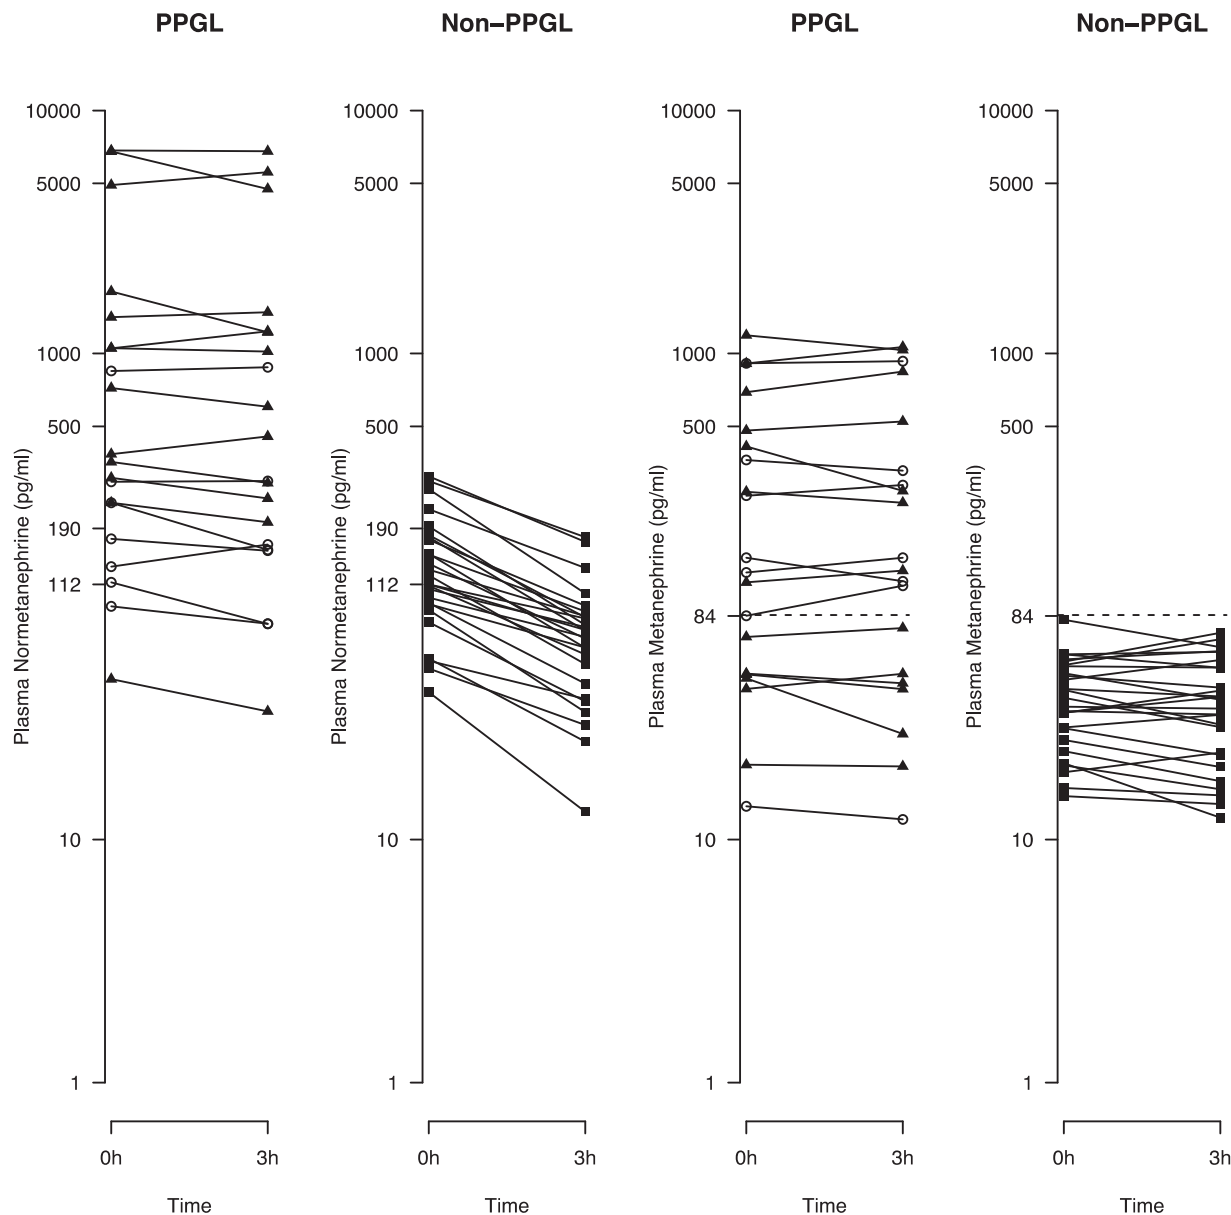 PPGL
Non–PPGL
PPGL
Non–PPGL
10000
5000
1000
500
190
112
10
1
Plasma Normetanephrine (pg/ml)
0h
3h
Time
10000
5000
1000
500
190
112
10
1
Plasma Normetanephrine (pg/ml)
0h
3h
Time
10000
5000
1000
500
84
10
1
Plasma Metanephrine (pg/ml)
0h
3h
Time
10000
5000
1000
500
84
10
1
Plasma Metanephrine (pg/ml)
0h
3h
Time